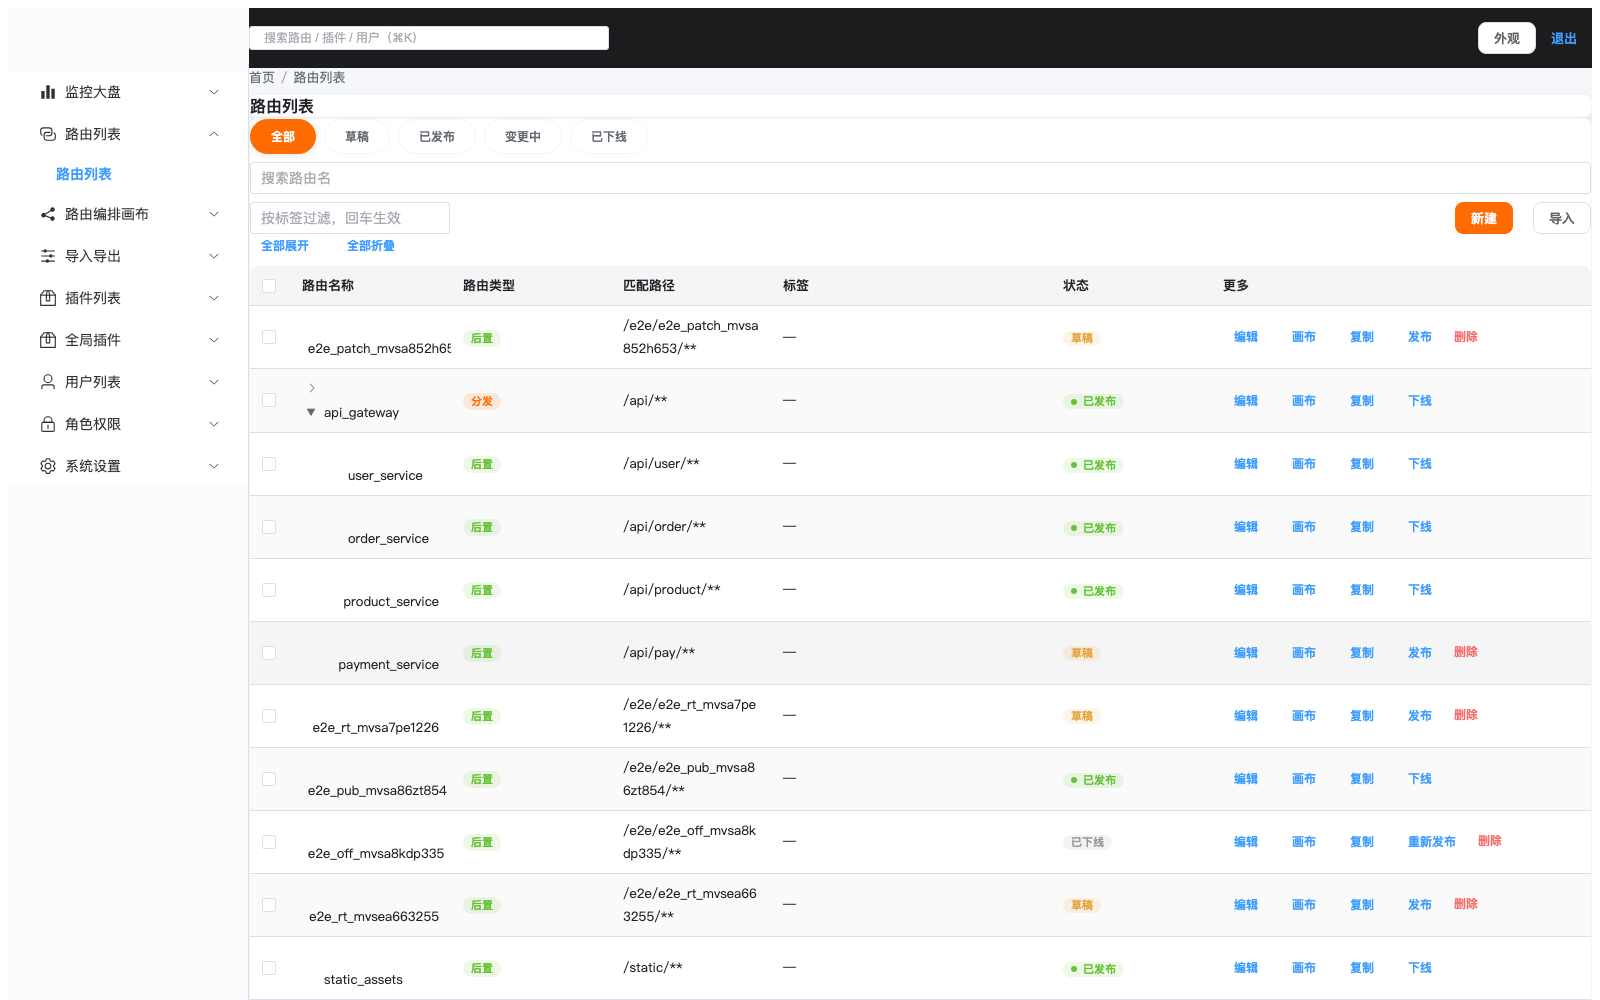 搜索路由 / 插件 / 用户（⌘K）
外观
退出
监控大盘
路由列表
路由列表
路由编排画布
导入导出
插件列表
全局插件
用户列表
角色权限
系统设置
首页 / 路由列表
路由列表
全部 草稿 已发布 变更中 已下线
搜索路由名
按标签过滤，回车生效
新建 导入
全部展开 全部折叠
路由名称 路由类型 匹配路径 标签 状态 更多
e2e_patch_mvsa852h65 后置 /e2e/e2e_patch_mvsa — 草稿 编辑 画布 复制 发布 删除
852h653/**
api_gateway 分发 /api/** — 已发布 编辑 画布 复制 下线
user_service 后置 /api/user/** — 已发布 编辑 画布 复制 下线
order_service 后置 /api/order/** — 已发布 编辑 画布 复制 下线
product_service 后置 /api/product/** — 已发布 编辑 画布 复制 下线
payment_service 后置 /api/pay/** — 草稿 编辑 画布 复制 发布 删除
e2e_rt_mvsa7pe1226 后置 /e2e/e2e_rt_mvsa7pe — 草稿 编辑 画布 复制 发布 删除
1226/**
e2e_pub_mvsa86zt854 后置 /e2e/e2e_pub_mvsa8 — 已发布 编辑 画布 复制 下线
6zt854/**
e2e_off_mvsa8kdp335 后置 /e2e/e2e_off_mvsa8k — 已下线 编辑 画布 复制 重新发布 删除
dp335/**
e2e_rt_mvsea663255 后置 /e2e/e2e_rt_mvsea66 — 草稿 编辑 画布 复制 发布 删除
3255/**
static_assets 后置 /static/** — 已发布 编辑 画布 复制 下线